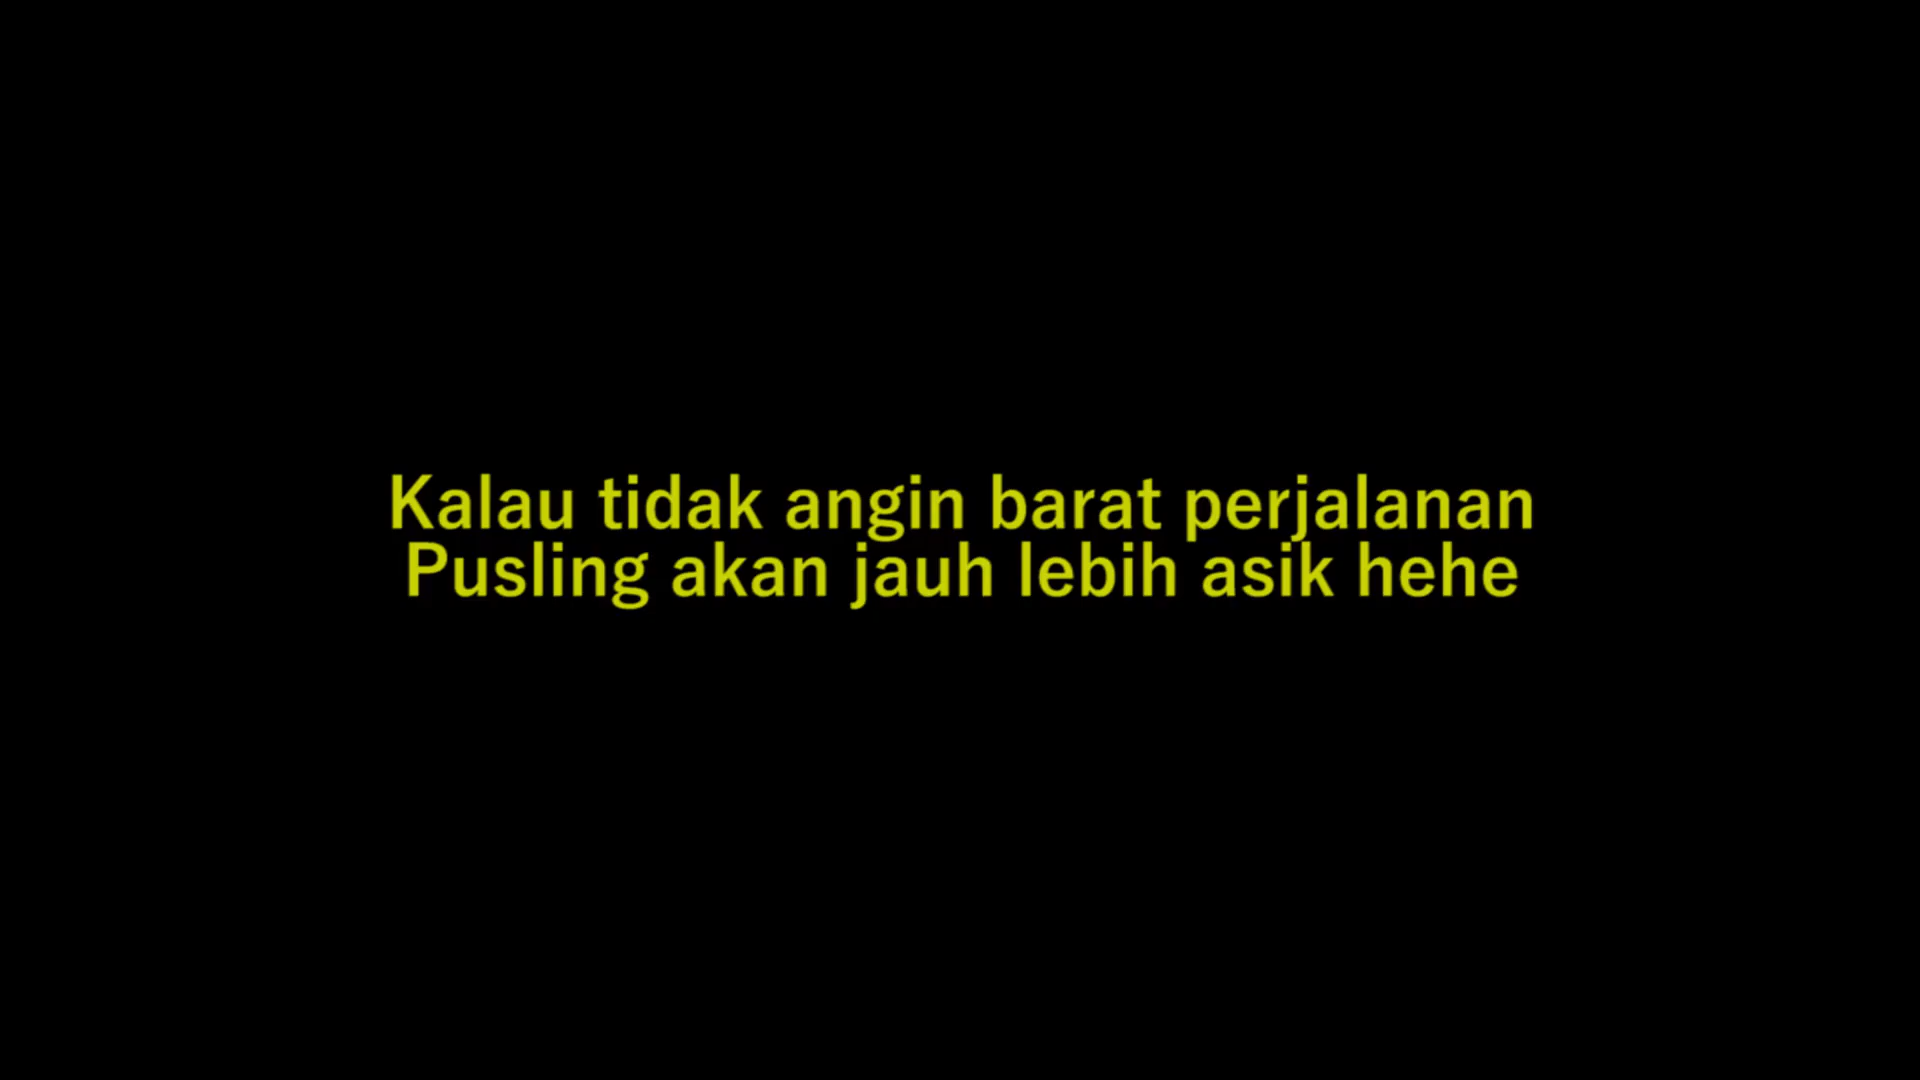 Kalau tidak angin barat perjalanan
Pusling akan jauh lebih asik hehe